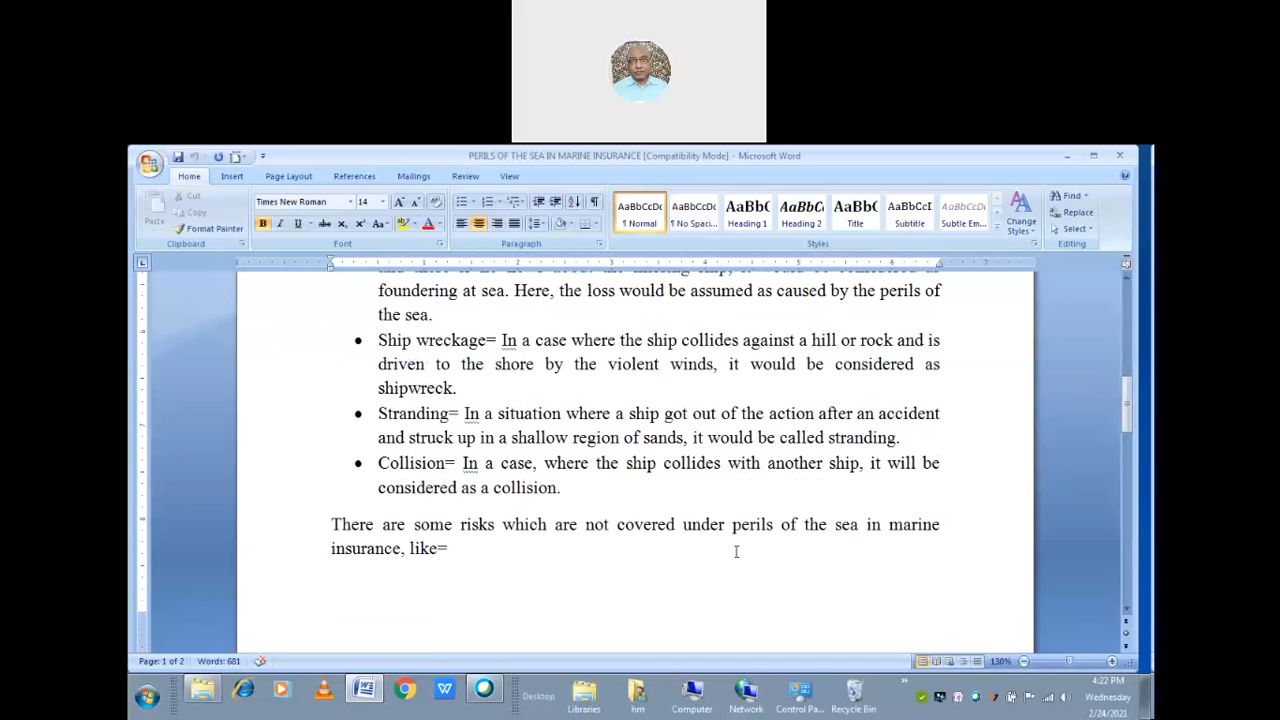 PERILS OF THE SEA IN MARINE INSURANCE [Compatibility Mode] - Microsoft Word
Home Insert Page Layout References Mailings Review View
Cut
Copy
Paste
Format Painter
Clipboard
Times New Roman 14
Font
Paragraph
AaBbCcDc AaBbCcDc AaBbC AaBbC AaBbC AaBbCcI AaBbCcDc
¶ Normal ¶ No Spaci... Heading 1 Heading 2 Title Subtitle Subtle Em...
Change
Styles
Styles
Find
Replace
Select
Editing
foundering at sea. Here, the loss would be assumed as caused by the perils of
the sea.
• Ship wreckage= In a case where the ship collides against a hill or rock and is
driven to the shore by the violent winds, it would be considered as
shipwreck.
• Stranding= In a situation where a ship got out of the action after an accident
and struck up in a shallow region of sands, it would be called stranding.
• Collision= In a case, where the ship collides with another ship, it will be
considered as a collision.
There are some risks which are not covered under perils of the sea in marine
insurance, like=
Page: 1 of 2 Words: 681 130%
Desktop Libraries hm Computer Network Control Pa... Recycle Bin
4:22 PM
Wednesday
2/24/2021